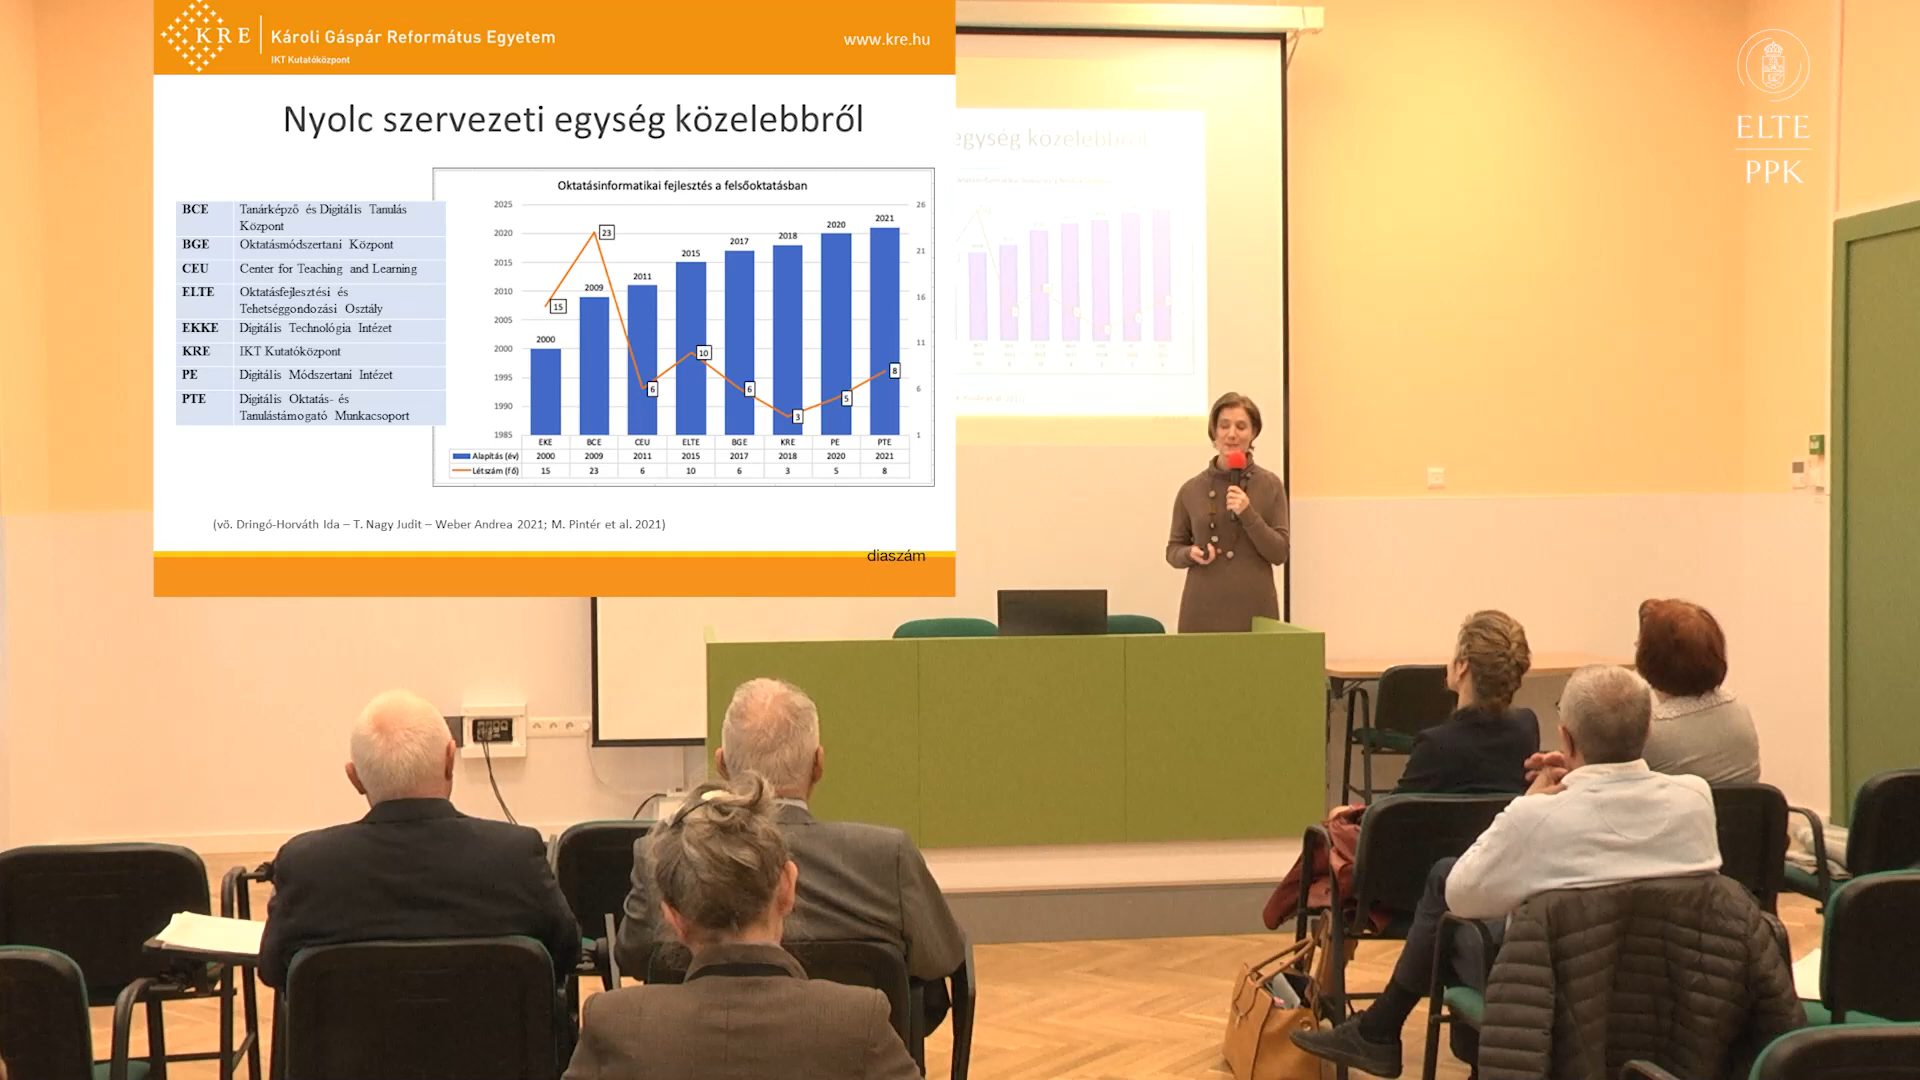 KRE
Károli Gáspár Református Egyetem
IKT Kutatóközpont
www.kre.hu
Nyolc szervezeti egység közelebbről
BCE Tanárképző és Digitális Tanulás
Központ
BGE Oktatásmódszertani Központ
CEU Center for Teaching and Learning
ELTE Oktatásfejlesztési és
Tehetséggondozási Osztály
EKKE Digitális Technológia Intézet
KRE IKT Kutatóközpont
PE Digitális Módszertani Intézet
PTE Digitális Oktatás- és
Tanulástámogató Munkacsoport
Oktatásinformatikai fejlesztés a felsőoktatásban
2025
2020
2015
2010
2005
2000
1995
1990
1985
26
21
16
11
6
1
2000
2009
2011
2015
2017
2018
2020
2021
15
23
6
10
6
3
5
8
EKE BCE CEU ELTE BGE KRE PE PTE
Alapítás (év) 2000 2009 2011 2015 2017 2018 2020 2021
Létszám (fő) 15 23 6 10 6 3 5 8
(vö. Dringó-Horváth Ida – T. Nagy Judit – Weber Andrea 2021; M. Pintér et al. 2021)
diaszám
egység közelebbről
ELTE
PPK